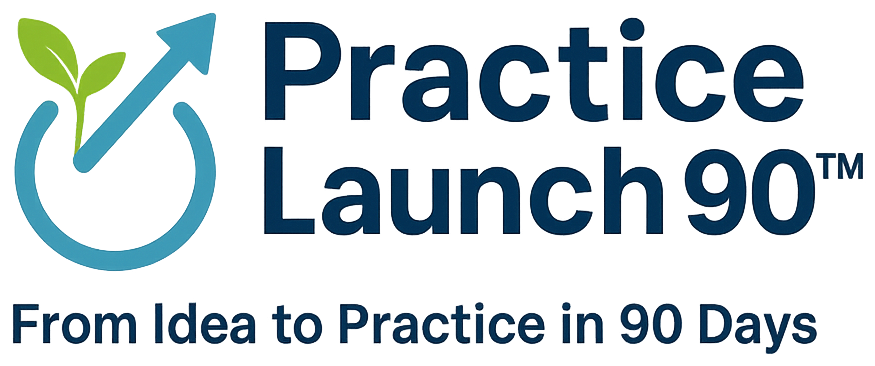 Practice
Launch 90™
From Idea to Practice in 90 Days